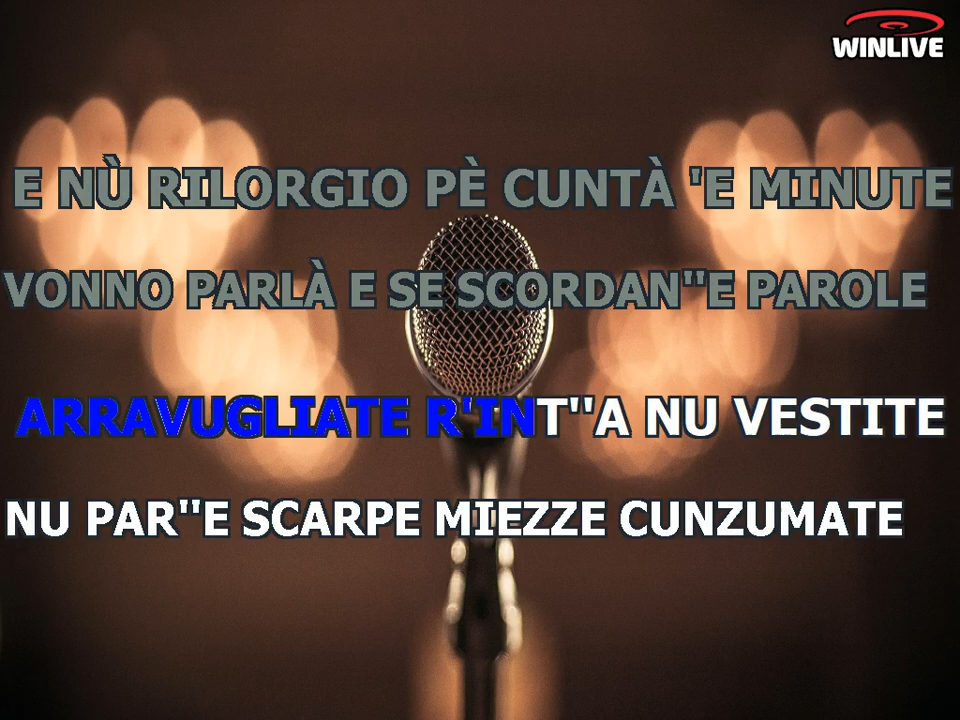 WINLIVE
E NÙ RILORGIO PÈ CUNTÀ 'E MINUTE
VONNO PARLÀ E SE SCORDAN''E PAROLE
ARRAVUGLIATE R'INT''A NU VESTITE
NU PAR''E SCARPE MIEZZE CUNZUMATE